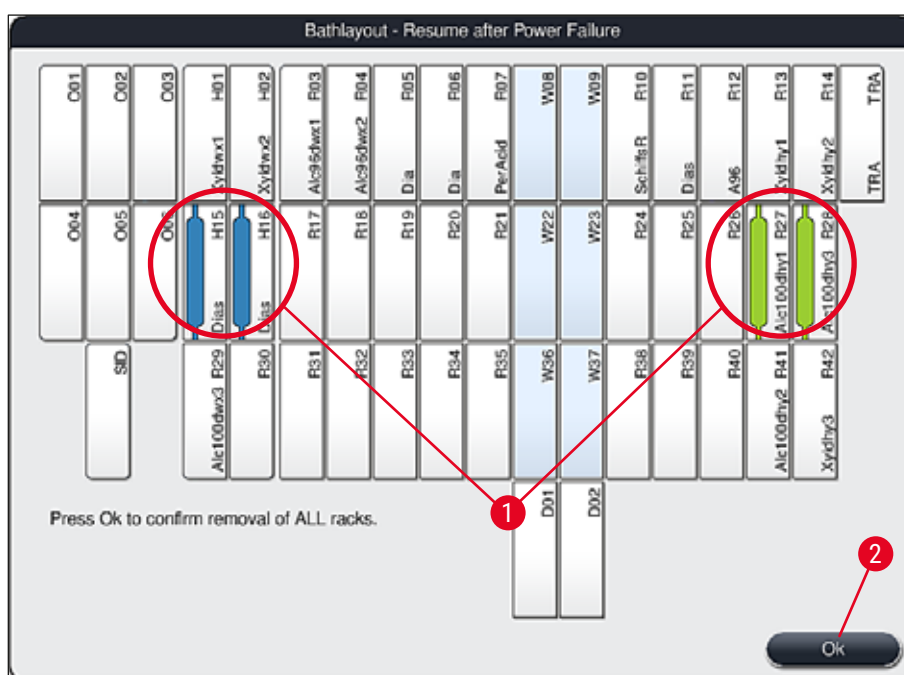 Bathlayout - Resume after Power Failure
O01
O02
O03
Xyldwx1 H01
Xyldwx2 H02
Alc96dwx1 R03
Alc96dwx2 R04
Dia R05
Dia R06
PerAcid R07
W08
W09
SchiffsR R10
Dias R11
A96 R12
Xyldhy1 R13
Xyldhy2 R14
TRA TRA
O04
O05
O06
Dias H15
Dias H16
R17
R18
R19
R20
R21
W22
W23
R24
R25
R26
Alc100dhy1 R27
Alc100dhy3 R28
SID
Alc100dwx3 R29
R30
R31
R32
R33
R34
R35
W36
W37
R38
R39
R40
Alc100dhy2 R41
Xyldhy3 R42
D01
D02
Press Ok to confirm removal of ALL racks.
1
2
Ok